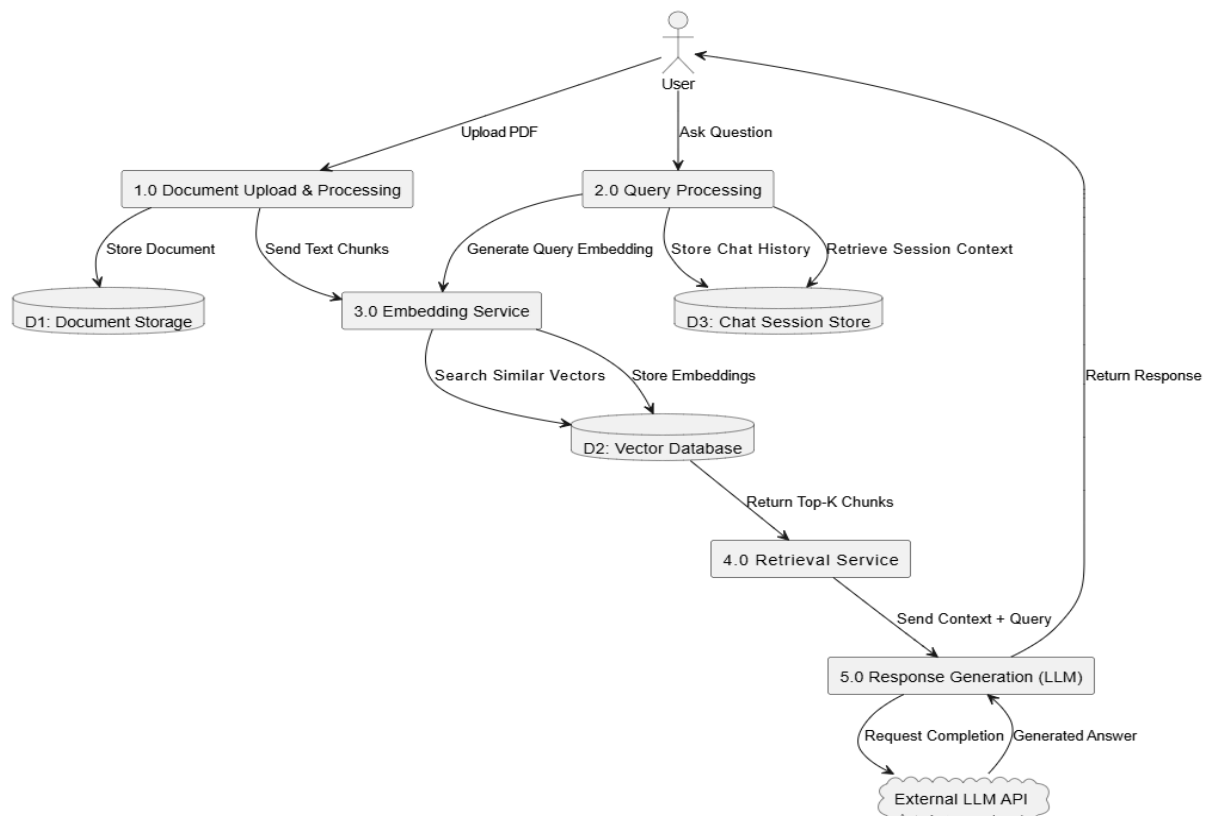 User
Upload PDF
Ask Question
1.0 Document Upload & Processing
2.0 Query Processing
Store Document
Send Text Chunks
Generate Query Embedding
Store Chat History
Retrieve Session Context
D1: Document Storage
3.0 Embedding Service
D3: Chat Session Store
Search Similar Vectors
Store Embeddings
Return Response
D2: Vector Database
Return Top-K Chunks
4.0 Retrieval Service
Send Context + Query
5.0 Response Generation (LLM)
Request Completion
Generated Answer
External LLM API